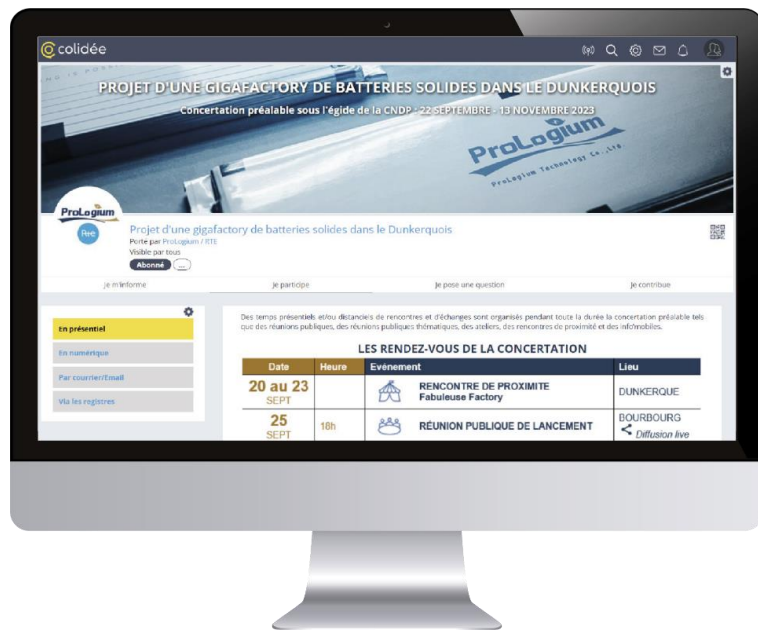 colidée
PROJET D'UNE GIGAFACTORY DE BATTERIES SOLIDES DANS LE DUNKERQUOIS
Concertation préalable sous l'égide de la CNDP : 22 SEPTEMBRE - 13 NOVEMBRE 2023
ProLogium
ProLogium Technology Co., Ltd.
ProLogium
Rte
Projet d'une gigafactory de batteries solides dans le Dunkerquois
Porté par ProLogium / RTE
Visible par tous
Abonné ...
Je m'informe Je participe Je pose une question Je contribue
En présentiel
En numérique
Par courrier/Email
Via les registres
Des temps présentiels et/ou distanciels de rencontres et d'échanges sont organisés pendant toute la durée la concertation préalable tels
que des réunions publiques, des réunions publiques thématiques, des ateliers, des rencontres de proximité et des info'mobiles.
LES RENDEZ-VOUS DE LA CONCERTATION
Date Heure Evénement Lieu
20 au 23
SEPT
RENCONTRE DE PROXIMITE
Fabuleuse Factory
DUNKERQUE
25
SEPT
18h
RÉUNION PUBLIQUE DE LANCEMENT
BOURBOURG
Diffusion live